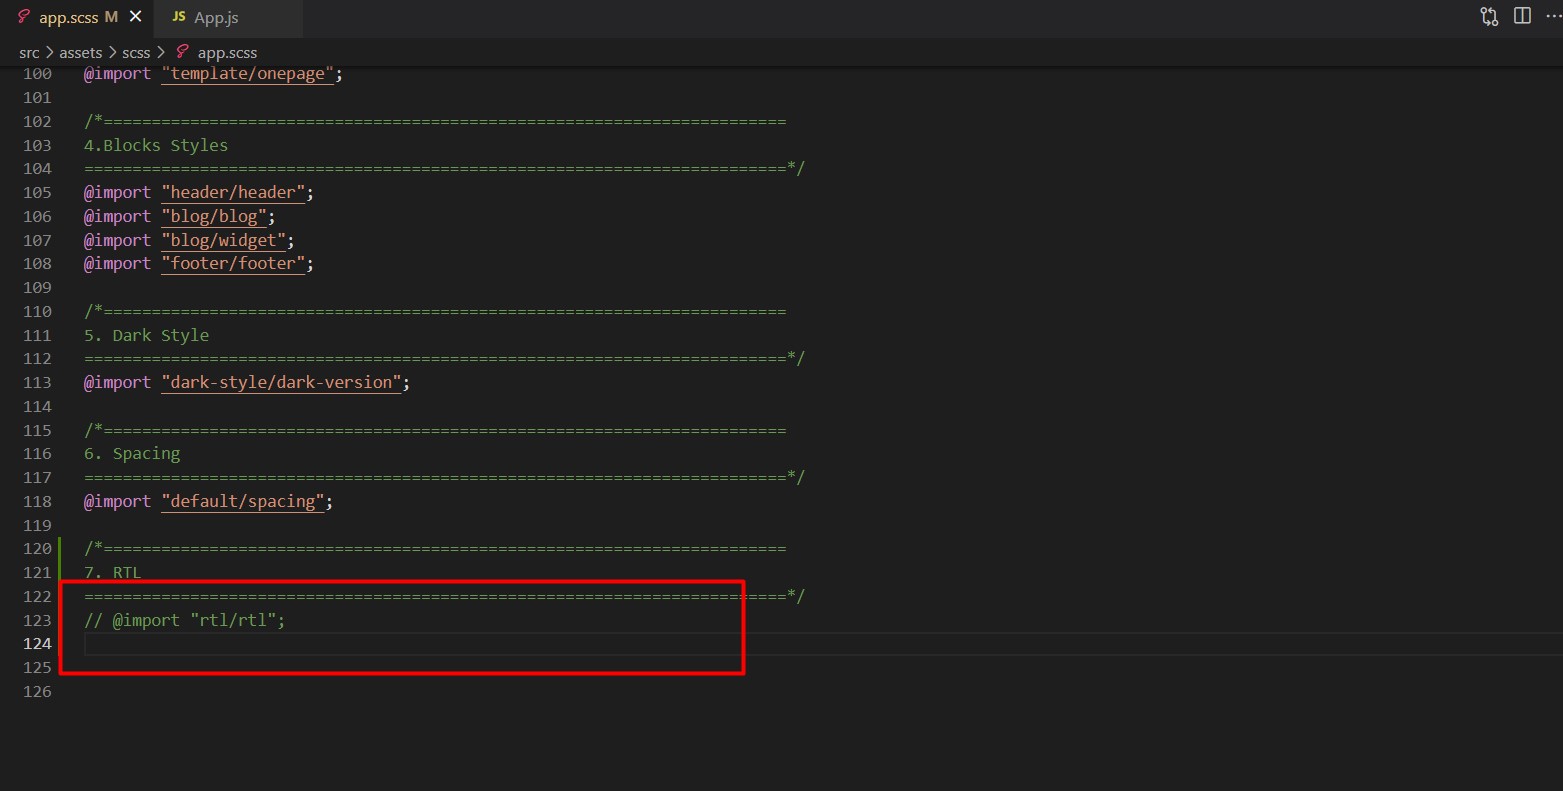 app.scss M
JS App.js
src > assets > scss > app.scss
100 @import "template/onepage";
101
102 /*==========================================================================
103 4.Blocks Styles
104 ==========================================================================*/
105 @import "header/header";
106 @import "blog/blog";
107 @import "blog/widget";
108 @import "footer/footer";
109
110 /*==========================================================================
111 5. Dark Style
112 ==========================================================================*/
113 @import "dark-style/dark-version";
114
115 /*==========================================================================
116 6. Spacing
117 ==========================================================================*/
118 @import "default/spacing";
119
120 /*==========================================================================
121 7. RTL
122 ==========================================================================*/
123 // @import "rtl/rtl";
124
125
126